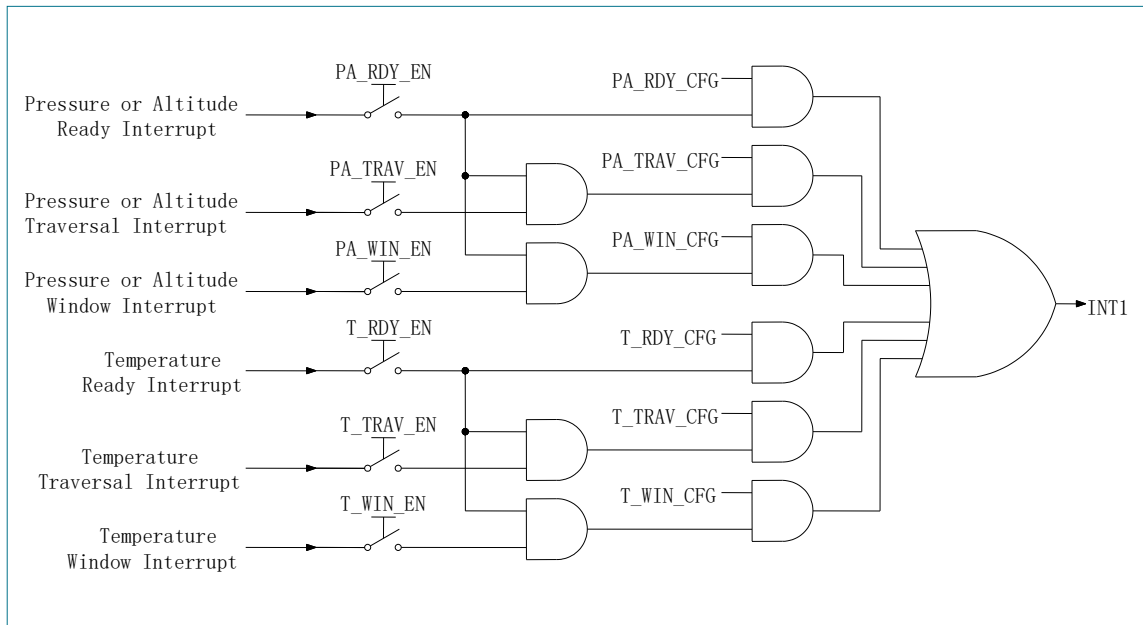 PA_RDY_EN
PA_RDY_CFG
Pressure or Altitude
Ready Interrupt
PA_TRAV_EN
PA_TRAV_CFG
Pressure or Altitude
Traversal Interrupt
PA_WIN_EN
PA_WIN_CFG
Pressure or Altitude
Window Interrupt
INT1
T_RDY_EN
T_RDY_CFG
Temperature
Ready Interrupt
T_TRAV_EN
T_TRAV_CFG
Temperature
Traversal Interrupt
T_WIN_EN
T_WIN_CFG
Temperature
Window Interrupt